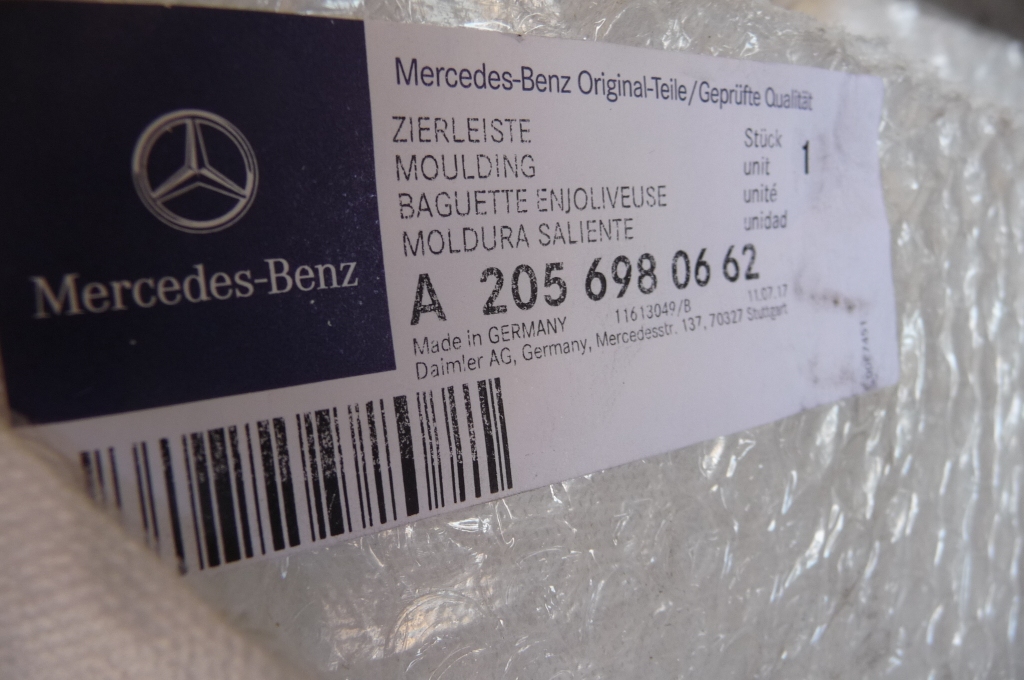 Mercedes-Benz
Mercedes-Benz Original-Teile/Geprüfte Qualität
ZIERLEISTE
MOULDING
BAGUETTE ENJOLIVEUSE
MOLDURA SALIENTE
Stück
unit 1
unité
unidad
A 205 698 06 62
Made in GERMANY 11613049/B 11.07.17
Daimler AG, Germany, Mercedesstr. 137, 70327 Stuttgart